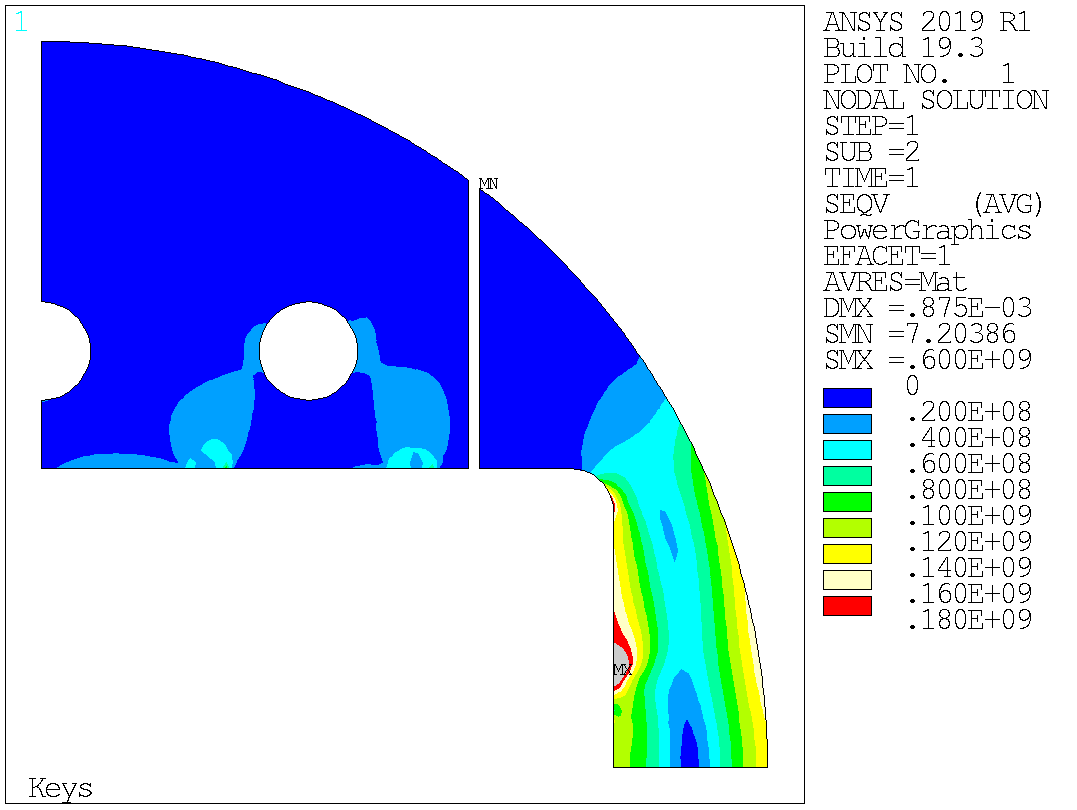 1
ANSYS 2019 R1
Build 19.3
PLOT NO.   1
NODAL SOLUTION
STEP=1
SUB =2
TIME=1
SEQV     (AVG)
PowerGraphics
EFACET=1
AVRES=Mat
DMX =.875E-03
SMN =7.20386
SMX =.600E+09
0
.200E+08
.400E+08
.600E+08
.800E+08
.100E+09
.120E+09
.140E+09
.160E+09
.180E+09
MN
MX
Keys